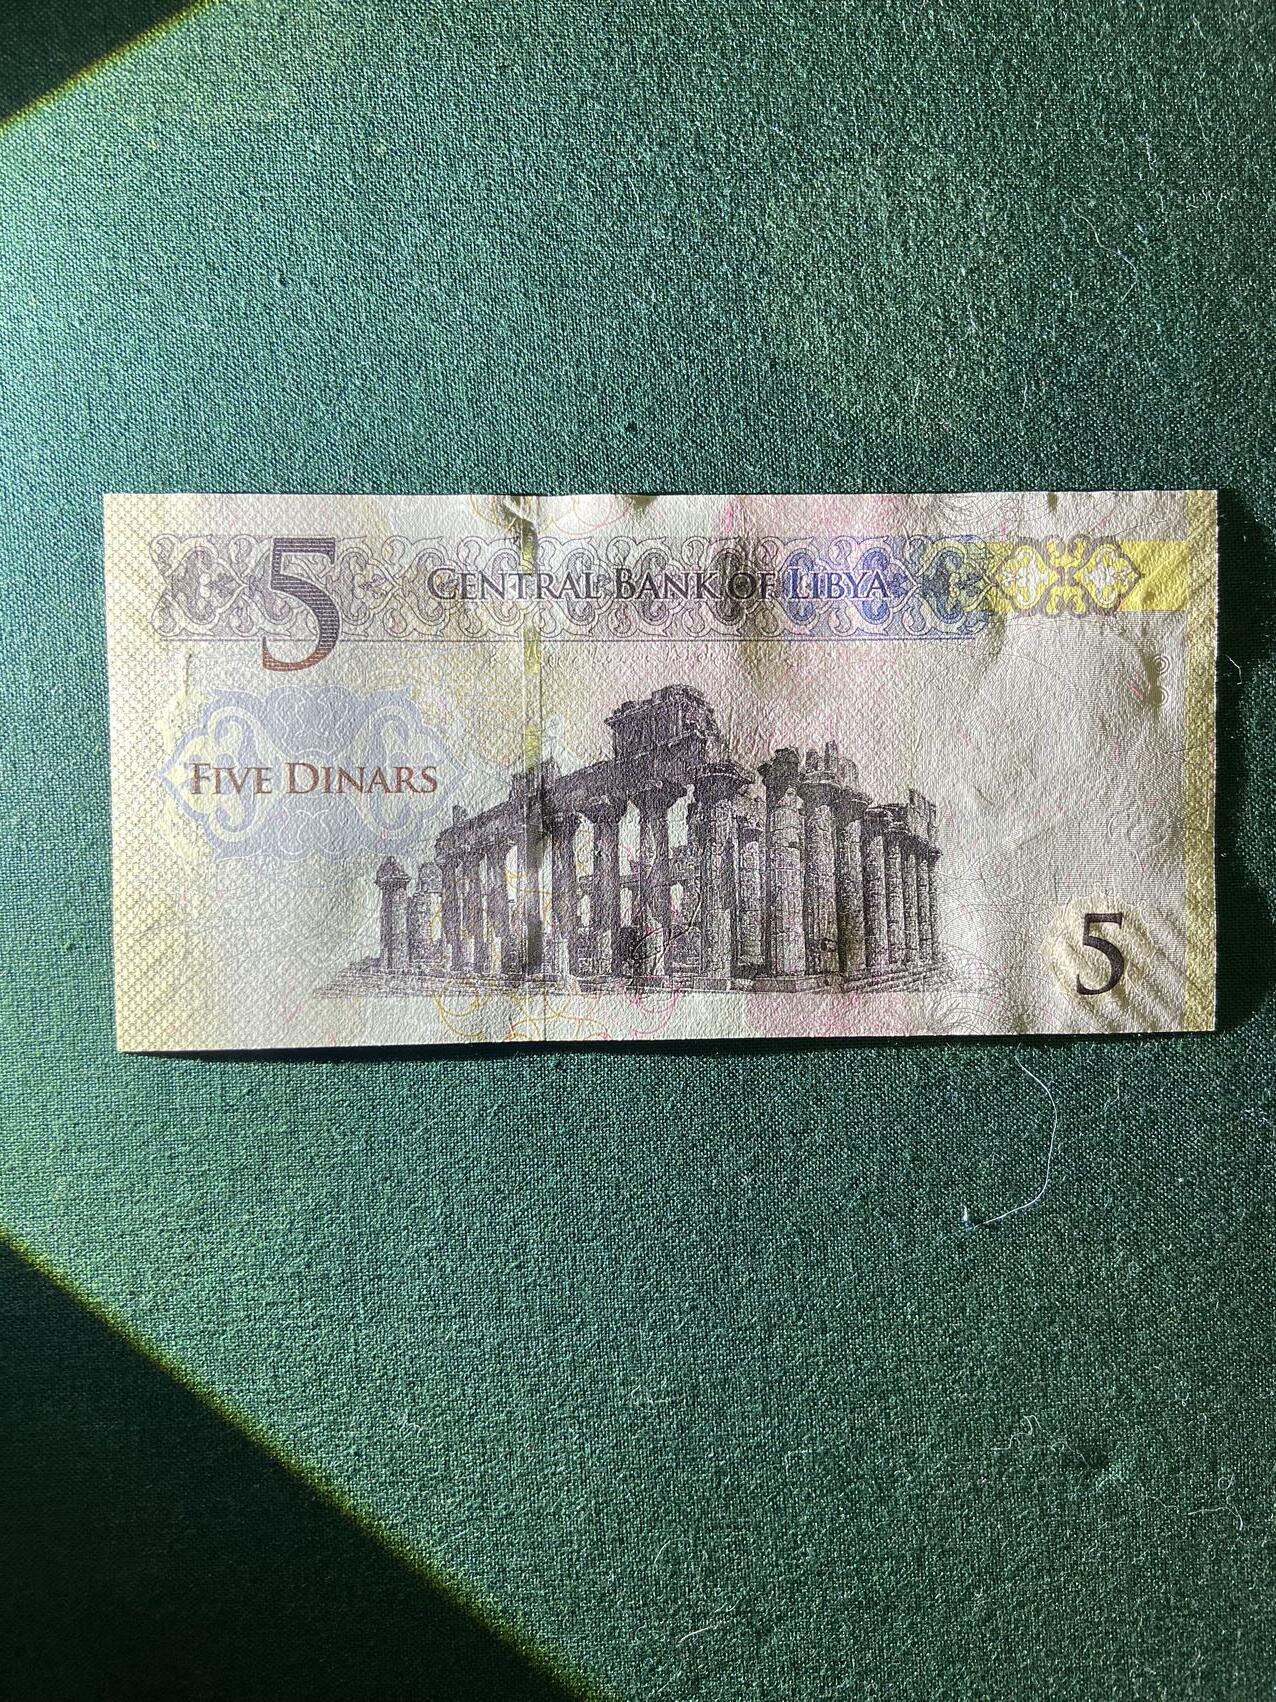 5
CENTRAL BANK OF LIBYA
FIVE DINARS
5